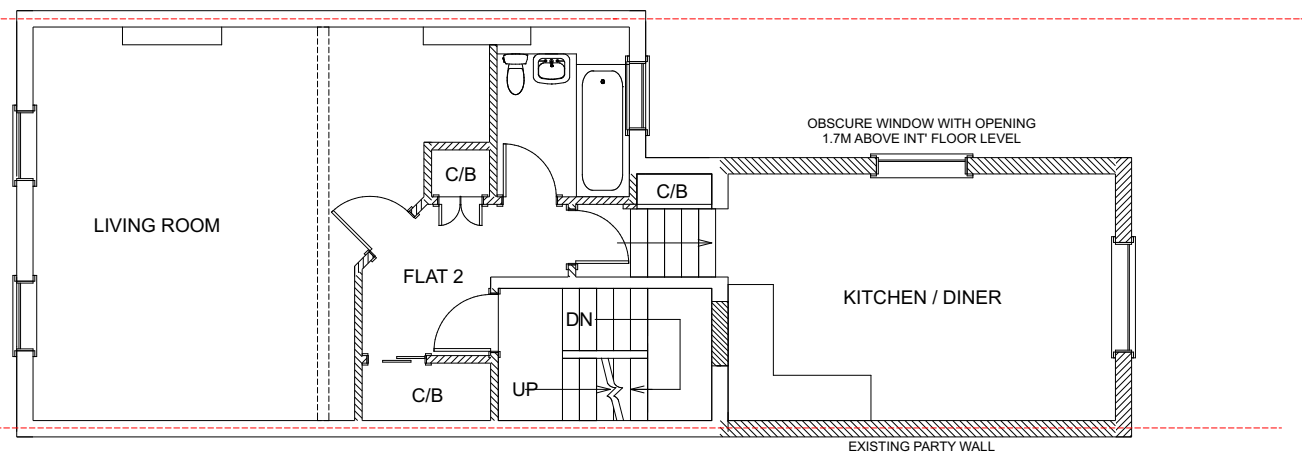 OBSCURE WINDOW WITH OPENING
1.7M ABOVE INT' FLOOR LEVEL
C/B
C/B
LIVING ROOM
FLAT 2
KITCHEN / DINER
DN
UP
C/B
EXISTING PARTY WALL